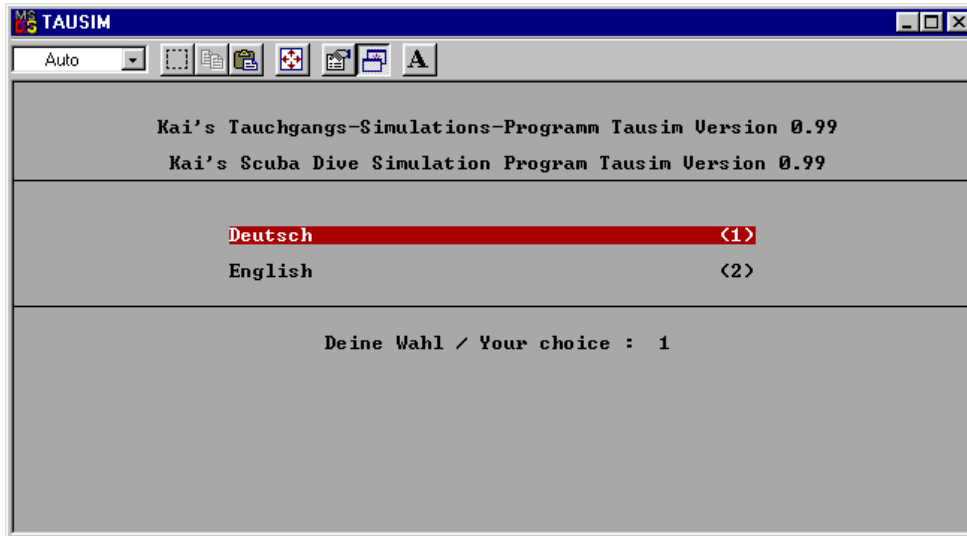 MS TAUSIM
Auto A
Kai's Tauchgangs-Simulations-Programm Tausim Version 0.99
Kai's Scuba Dive Simulation Program Tausim Version 0.99
Deutsch (1)
English (2)
Deine Wahl / Your choice : 1